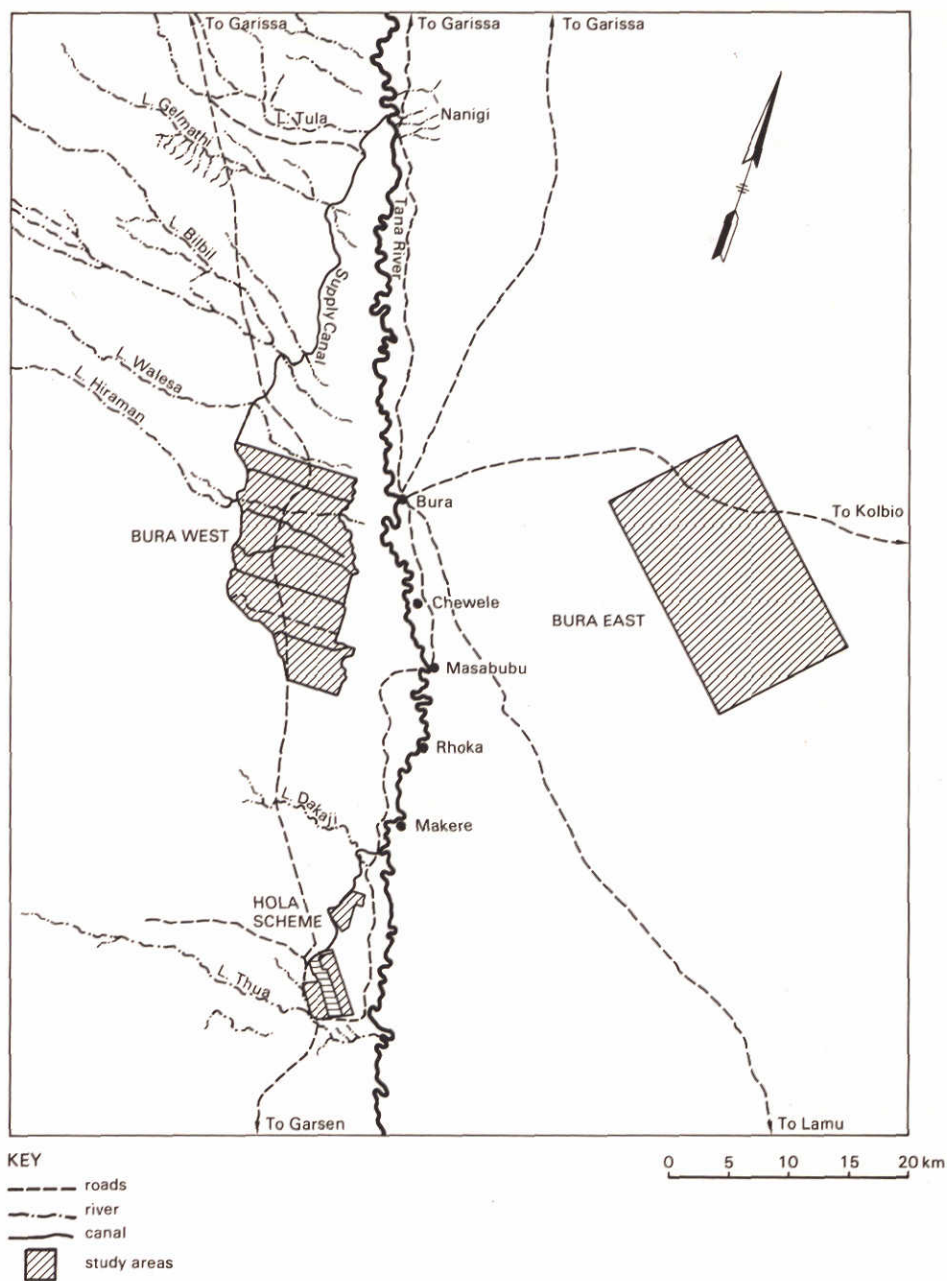 To Garissa
To Garissa
To Garissa
L. Gelmathi
L. Tula
Nanigi
Tana River
L. Bilbil
Supply Canal
L. Walesa
L. Hiraman
Bura
To Kolbio
BURA WEST
Chewele
BURA EAST
Masabubu
Rhoka
L. Dakaji
Makere
HOLA
SCHEME
L. Thua
To Garsen
To Lamu
KEY
0 5 10 15 20 km
roads
river
canal
study areas